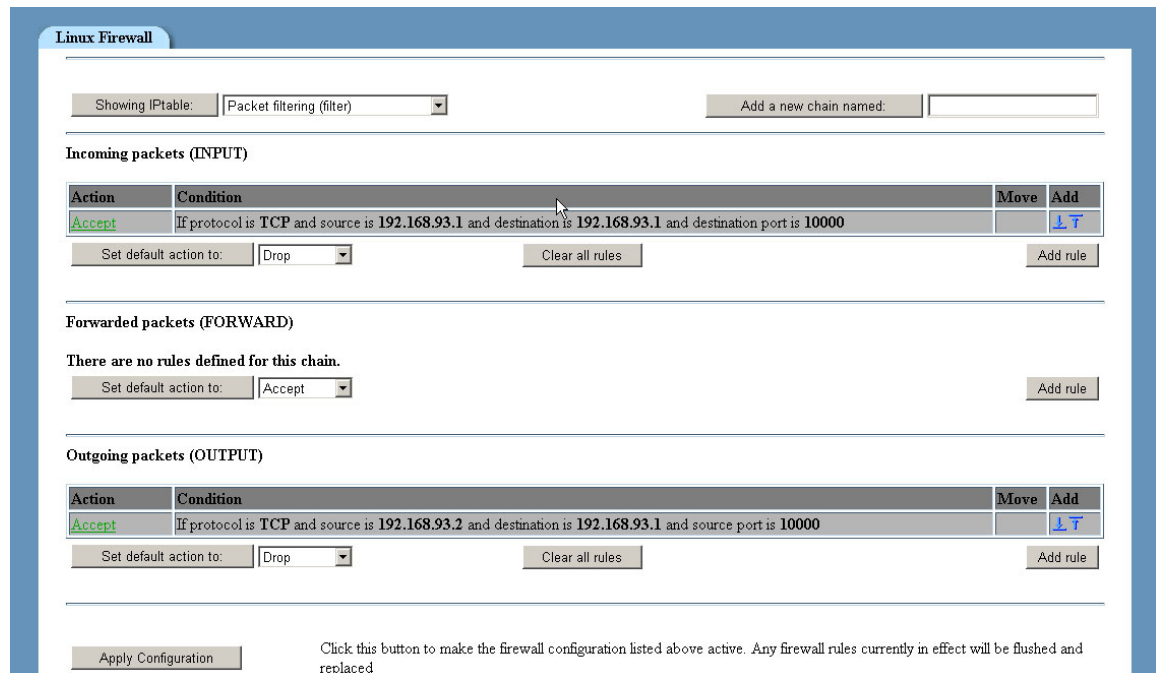 Linux Firewall
Showing IPtable: Packet filtering (filter) Add a new chain named:
Incoming packets (INPUT)
Action Condition Move Add
Accept If protocol is TCP and source is 192.168.93.1 and destination is 192.168.93.1 and destination port is 10000
Set default action to: Drop Clear all rules Add rule
Forwarded packets (FORWARD)
There are no rules defined for this chain.
Set default action to: Accept Add rule
Outgoing packets (OUTPUT)
Action Condition Move Add
Accept If protocol is TCP and source is 192.168.93.2 and destination is 192.168.93.1 and source port is 10000
Set default action to: Drop Clear all rules Add rule
Apply Configuration Click this button to make the firewall configuration listed above active. Any firewall rules currently in effect will be flushed and
replaced